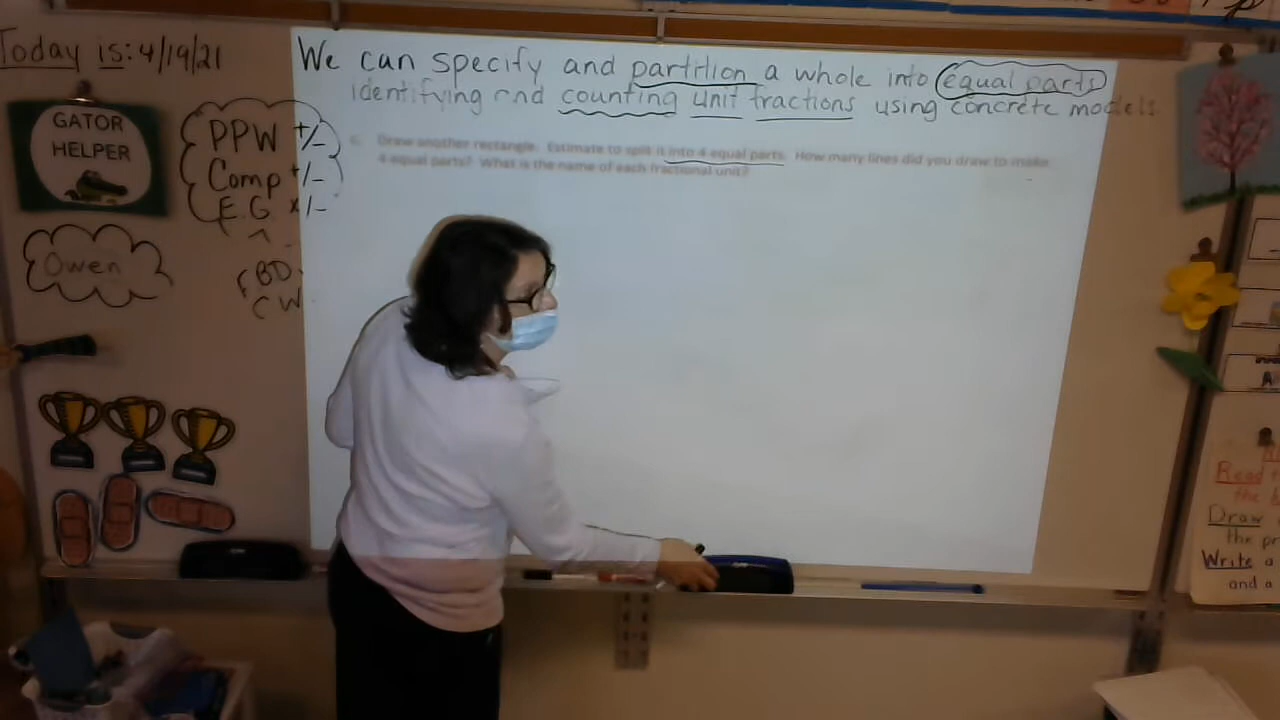 Today is: 4/19/21
We can specify and partition a whole into equal parts
identifying and counting unit fractions using concrete models
GATOR
HELPER
PPW +/-
Comp +/-
E.G x/-
Owen
Draw another rectangle. Estimate to split it into 4 equal parts. How many lines did you draw to make
4 equal parts? What is the name of each fractional unit?
Read
the
Draw
the
Write a
and a